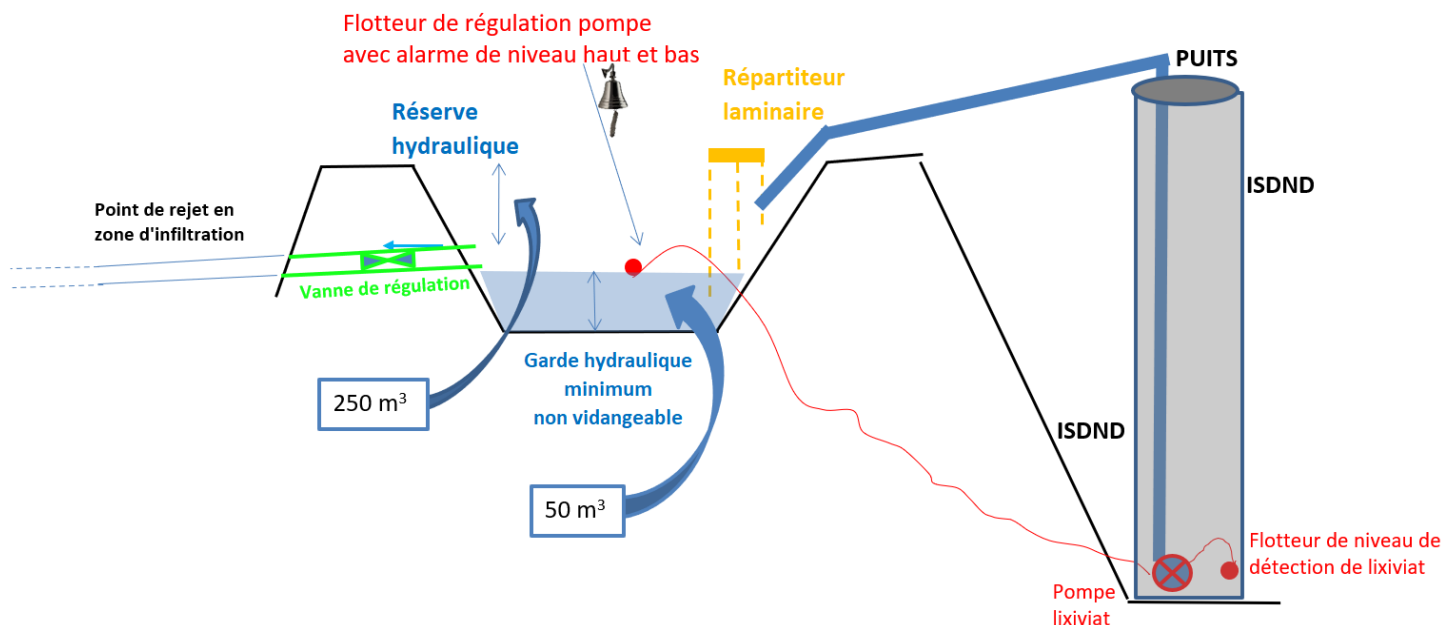 Flotteur de régulation pompe
avec alarme de niveau haut et bas
PUITS
Répartiteur
laminaire
Réserve
hydraulique
ISDND
Point de rejet en
zone d'infiltration
Vanne de régulation
Garde hydraulique
minimum
non vidangeable
250 m³
ISDND
50 m³
Flotteur de niveau de
détection de lixiviat
Pompe
lixiviat